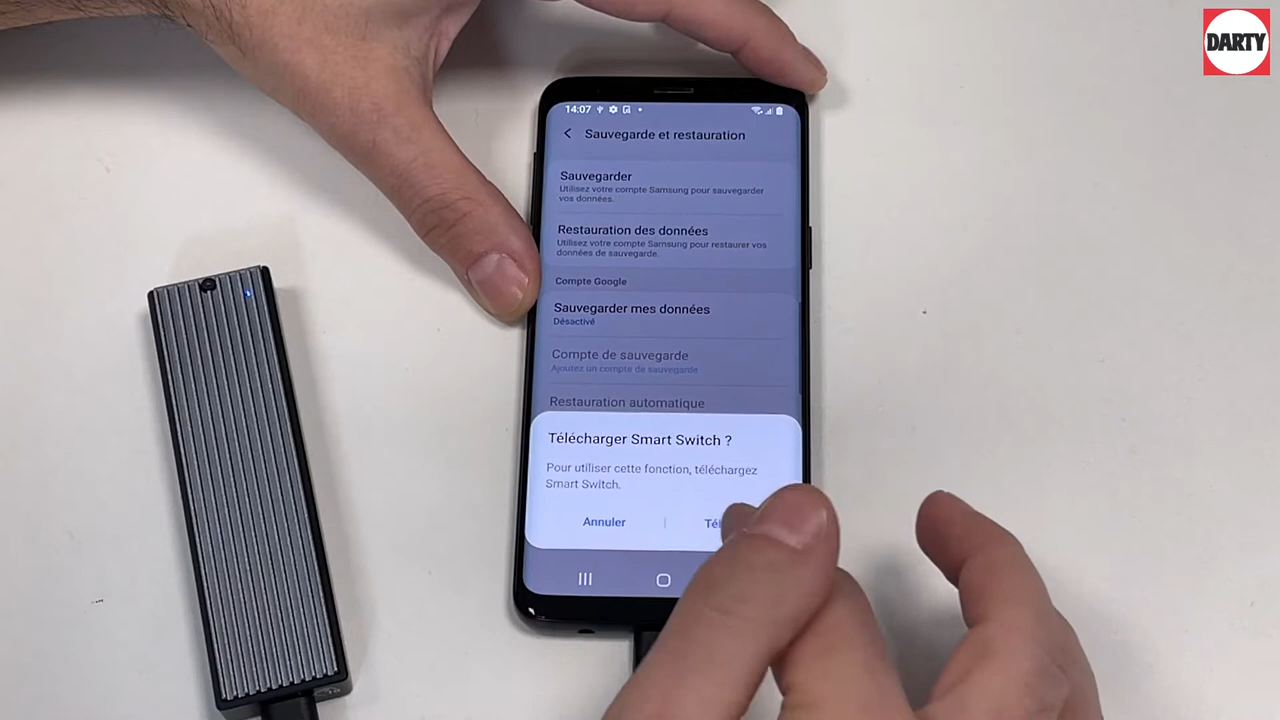 DARTY
14:07
Sauvegarde et restauration
Sauvegarder
Utilisez votre compte Samsung pour sauvegarder
vos données.
Restauration des données
Utilisez votre compte Samsung pour restaurer vos
données de sauvegarde.
Compte Google
Sauvegarder mes données
Désactivé
Compte de sauvegarde
Ajoutez un compte de sauvegarde
Restauration automatique
Télécharger Smart Switch ?
Pour utiliser cette fonction, téléchargez
Smart Switch.
Annuler